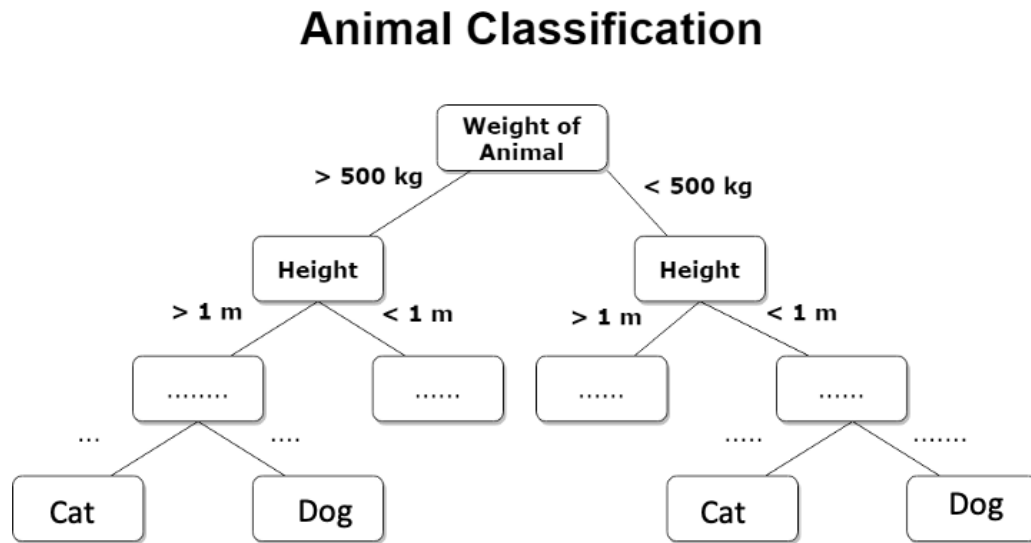 Animal Classification
Weight of
Animal
> 500 kg
< 500 kg
Height
Height
> 1 m
< 1 m
> 1 m
< 1 m
........
......
......
......
...
....
.....
.......
Cat
Dog
Cat
Dog